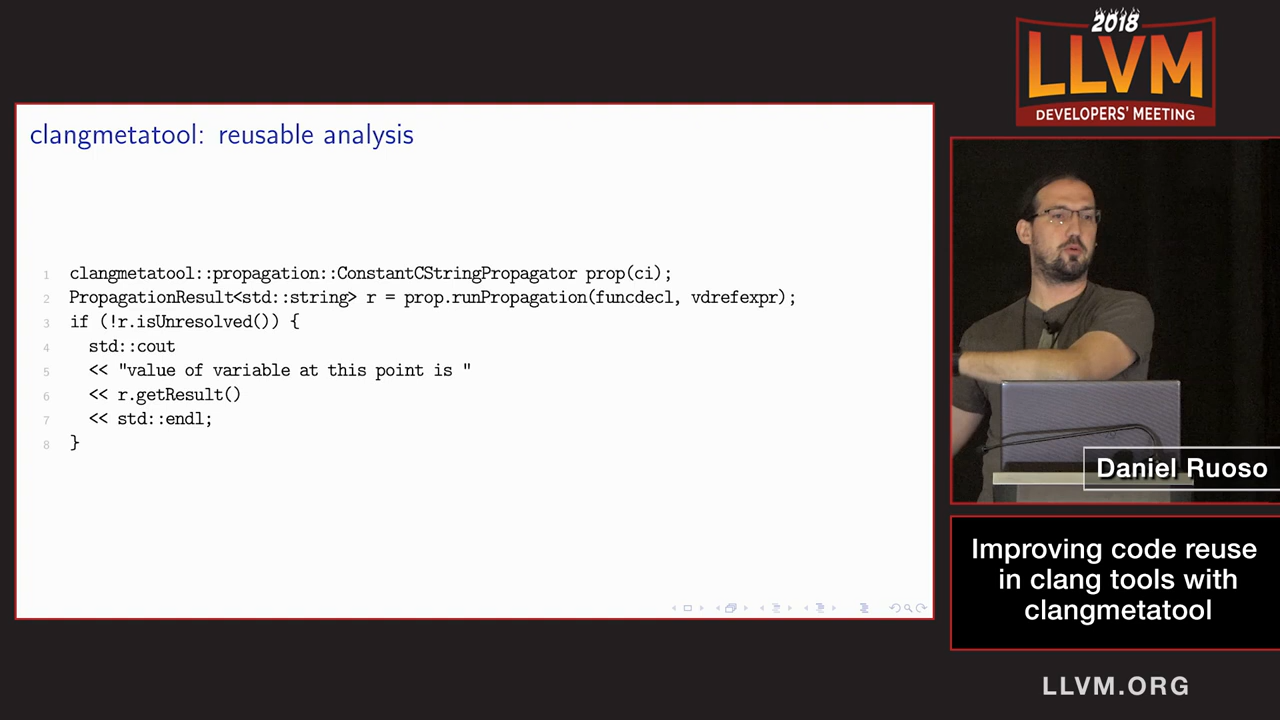 clangmetatool: reusable analysis
1 clangmetatool::propagation::ConstantCStringPropagator prop(ci);
2 PropagationResult<std::string> r = prop.runPropagation(funcdecl, vdrefexpr);
3 if (!r.isUnresolved()) {
4 std::cout
5 << "value of variable at this point is "
6 << r.getResult()
7 << std::endl;
8 }
2018
LLVM
DEVELOPERS' MEETING
Daniel Ruoso
Improving code reuse
in clang tools with
clangmetatool
LLVM.ORG